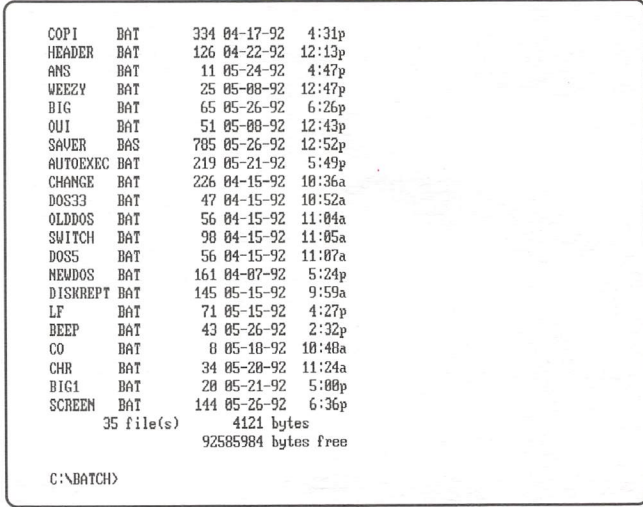 COPI     BAT       334 04-17-92   4:31p
HEADER   BAT       126 04-22-92  12:13p
ANS      BAT        11 05-24-92   4:47p
WEEZY    BAT        25 05-08-92  12:47p
BIG      BAT        65 05-26-92   6:26p
OUI      BAT        51 05-08-92  12:43p
SAVER    BAS       785 05-26-92  12:52p
AUTOEXEC BAT       219 05-21-92   5:49p
CHANGE   BAT       226 04-15-92  10:36a
DOS33    BAT        47 04-15-92  10:52a
OLDDOS   BAT        56 04-15-92  11:04a
SWITCH   BAT        98 04-15-92  11:05a
DOS5     BAT        56 04-15-92  11:07a
NEWDOS   BAT       161 04-07-92   5:24p
DISKREPT BAT       145 05-15-92   9:59a
LF       BAT        71 05-15-92   4:27p
BEEP     BAT        43 05-26-92   2:32p
CO       BAT         8 05-18-92  10:48a
CHR      BAT        34 05-20-92  11:24a
BIG1     BAT        20 05-21-92   5:00p
SCREEN   BAT       144 05-26-92   6:36p
35 file(s)       4121 bytes
92585984 bytes free
C:\BATCH>